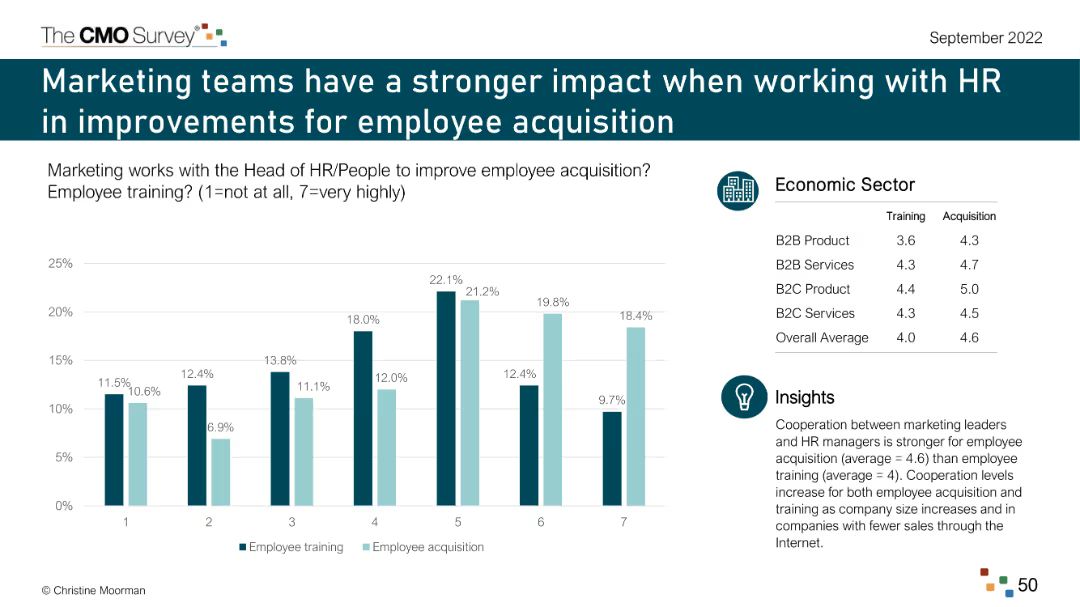 The CMO Survey®
September 2022
Marketing teams have a stronger impact when working with HR
in improvements for employee acquisition
Marketing works with the Head of HR/People to improve employee acquisition?
Employee training? (1=not at all, 7=very highly)
25%
20%
15%
10%
5%
0%
11.5%
10.6%
12.4%
6.9%
13.8%
11.1%
18.0%
12.0%
22.1%
21.2%
12.4%
19.8%
9.7%
18.4%
1 2 3 4 5 6 7
Employee training Employee acquisition
Economic Sector
Training Acquisition
B2B Product 3.6 4.3
B2B Services 4.3 4.7
B2C Product 4.4 5.0
B2C Services 4.3 4.5
Overall Average 4.0 4.6
Insights
Cooperation between marketing leaders
and HR managers is stronger for employee
acquisition (average = 4.6) than employee
training (average = 4). Cooperation levels
increase for both employee acquisition and
training as company size increases and in
companies with fewer sales through the
Internet.
© Christine Moorman
50